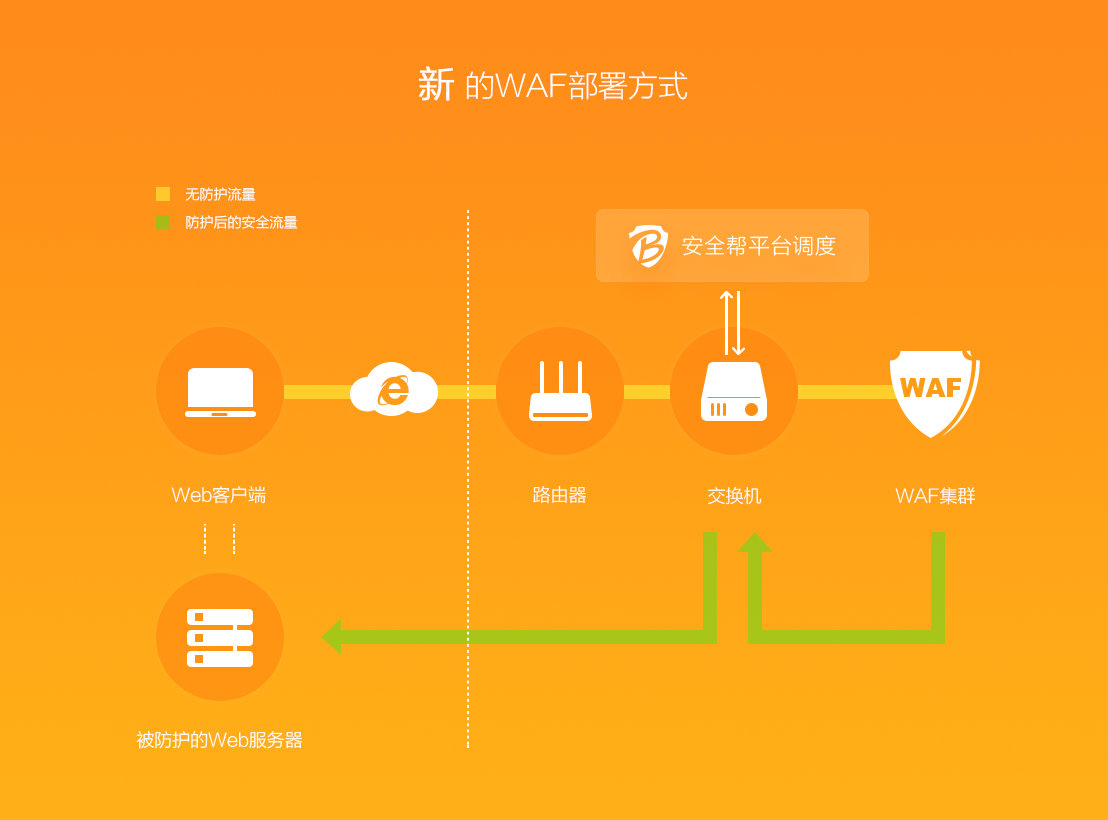 新 的WAF部署方式
无防护流量
防护后的安全流量
安全帮平台调度
WAF
Web客户端
路由器
交换机
WAF集群
被防护的Web服务器